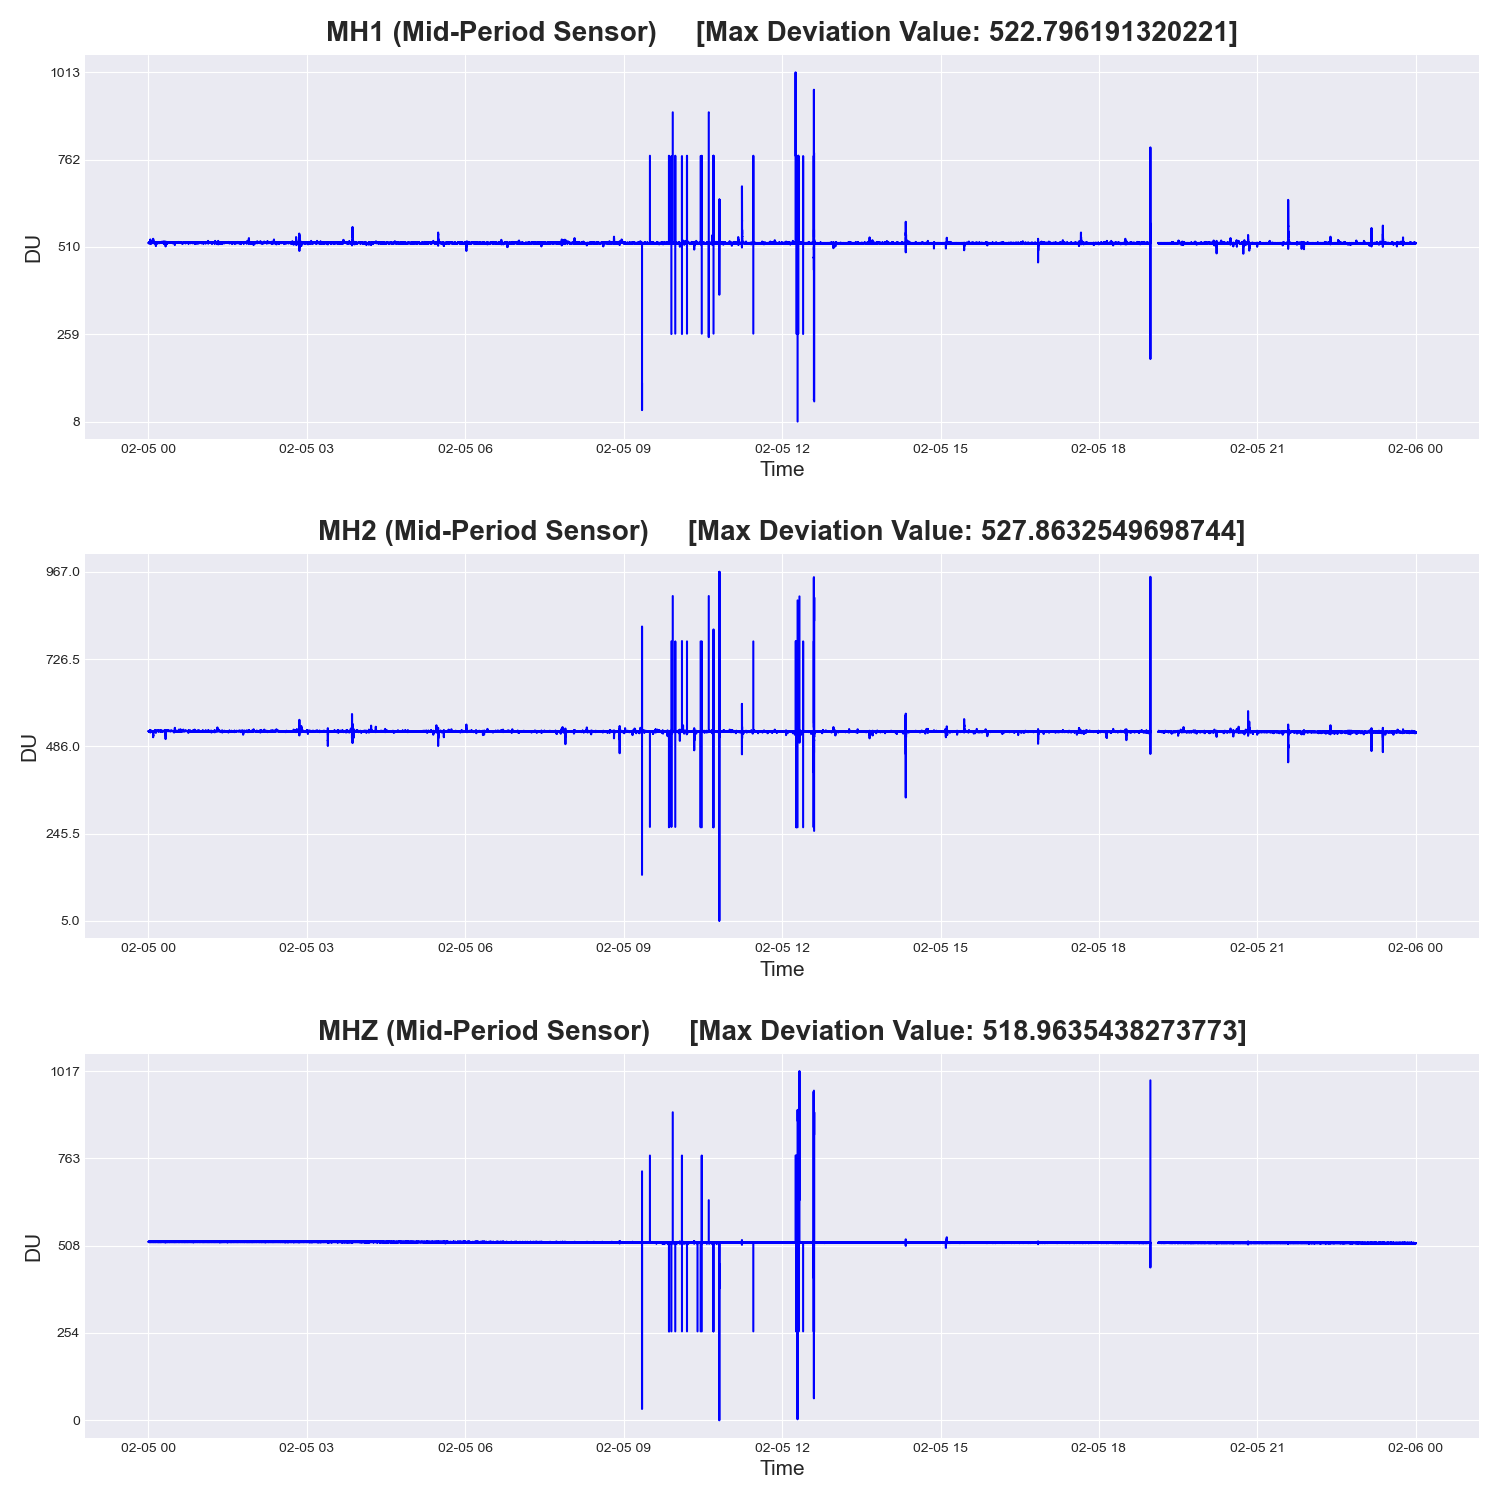 MH1 (Mid-Period Sensor) [Max Deviation Value: 522.796191320221]
1013
762
510
259
8
DU
02-05 00 02-05 03 02-05 06 02-05 09 02-05 12 02-05 15 02-05 18 02-05 21 02-06 00
Time
MH2 (Mid-Period Sensor) [Max Deviation Value: 527.8632549698744]
967.0
726.5
486.0
245.5
5.0
DU
02-05 00 02-05 03 02-05 06 02-05 09 02-05 12 02-05 15 02-05 18 02-05 21 02-06 00
Time
MHZ (Mid-Period Sensor) [Max Deviation Value: 518.9635438273773]
1017
763
508
254
0
DU
02-05 00 02-05 03 02-05 06 02-05 09 02-05 12 02-05 15 02-05 18 02-05 21 02-06 00
Time